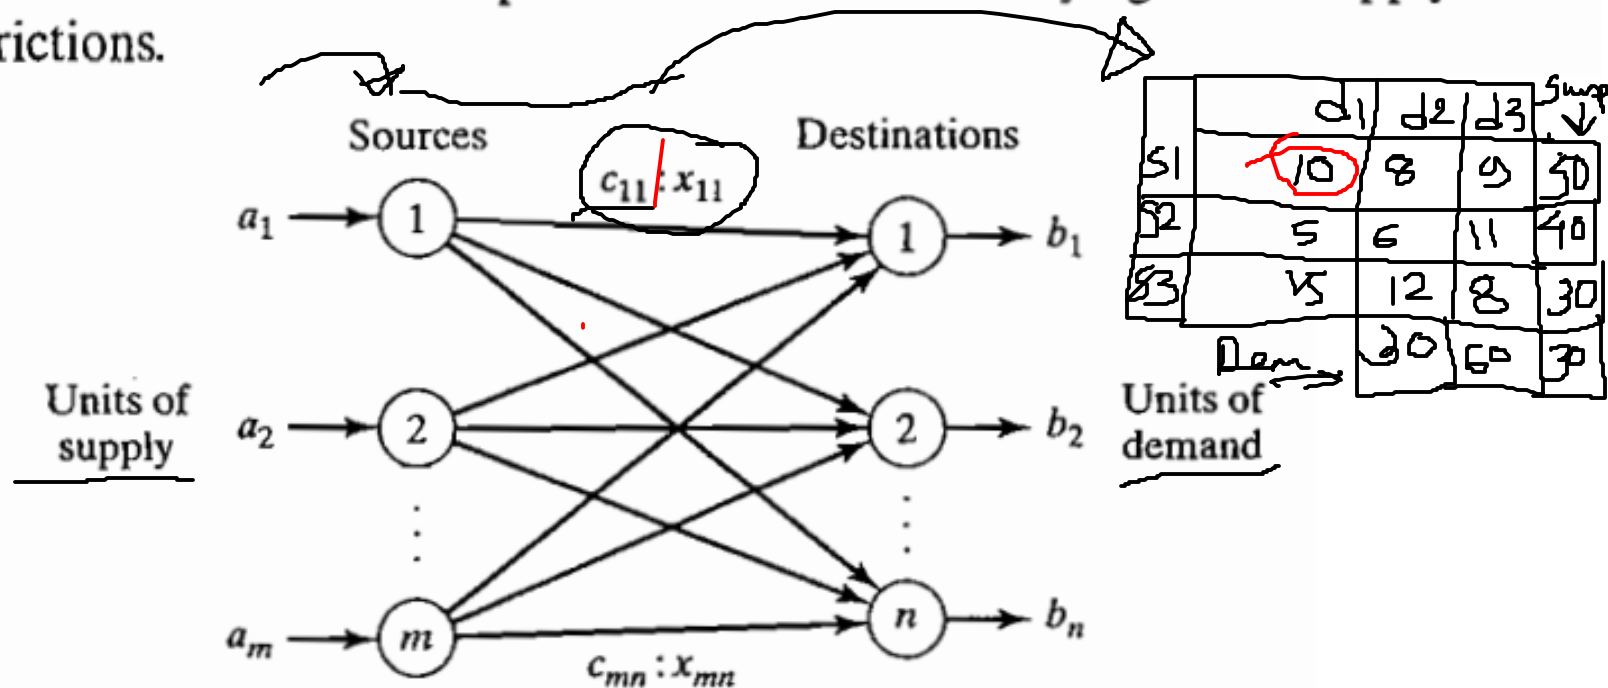 rictions.
Sources
Destinations
c11 : x11
a1
1
1
b1
Units of
supply
a2
2
2
b2
Units of
demand
am
m
n
bn
cmn : xmn
d1 d2 d3
S1 10 8 9 50
S2 5 6 11 40
S3 12 8 30
Dem 20 60 30